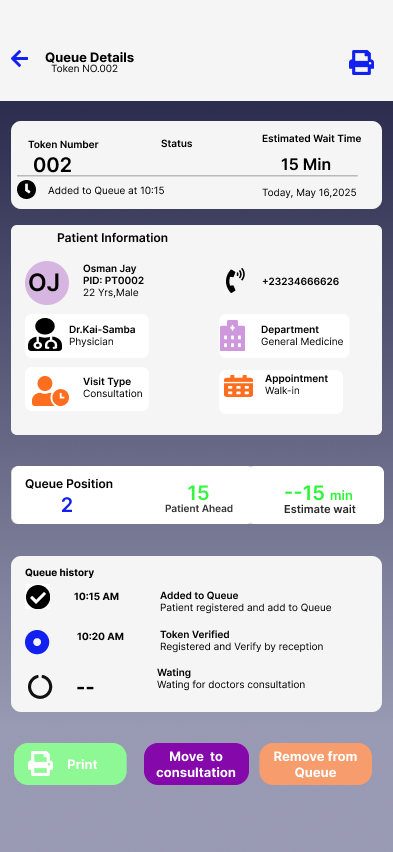 Queue Details
Token NO.002
Token Number
Status
Estimated Wait Time
002
15 Min
Added to Queue at 10:15
Today, May 16,2025
Patient Information
OJ
Osman Jay
PID: PT0002
22 Yrs,Male
+23234666626
Dr.Kai-Samba
Physician
Department
General Medicine
Visit Type
Consultation
Appointment
Walk-in
Queue Position
2
15
Patient Ahead
--15 min
Estimate wait
Queue history
10:15 AM
Added to Queue
Patient registered and add to Queue
10:20 AM
Token Verified
Registered and Verify by reception
--
Wating
Wating for doctors consultation
Print
Move to
consultation
Remove from
Queue